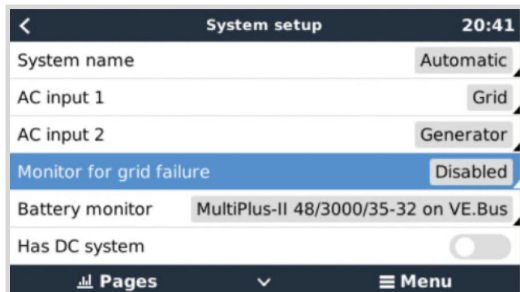 System setup 20:41
System name Automatic
AC input 1 Grid
AC input 2 Generator
Monitor for grid failure Disabled
Battery monitor MultiPlus-II 48/3000/35-32 on VE.Bus
Has DC system
Pages Menu